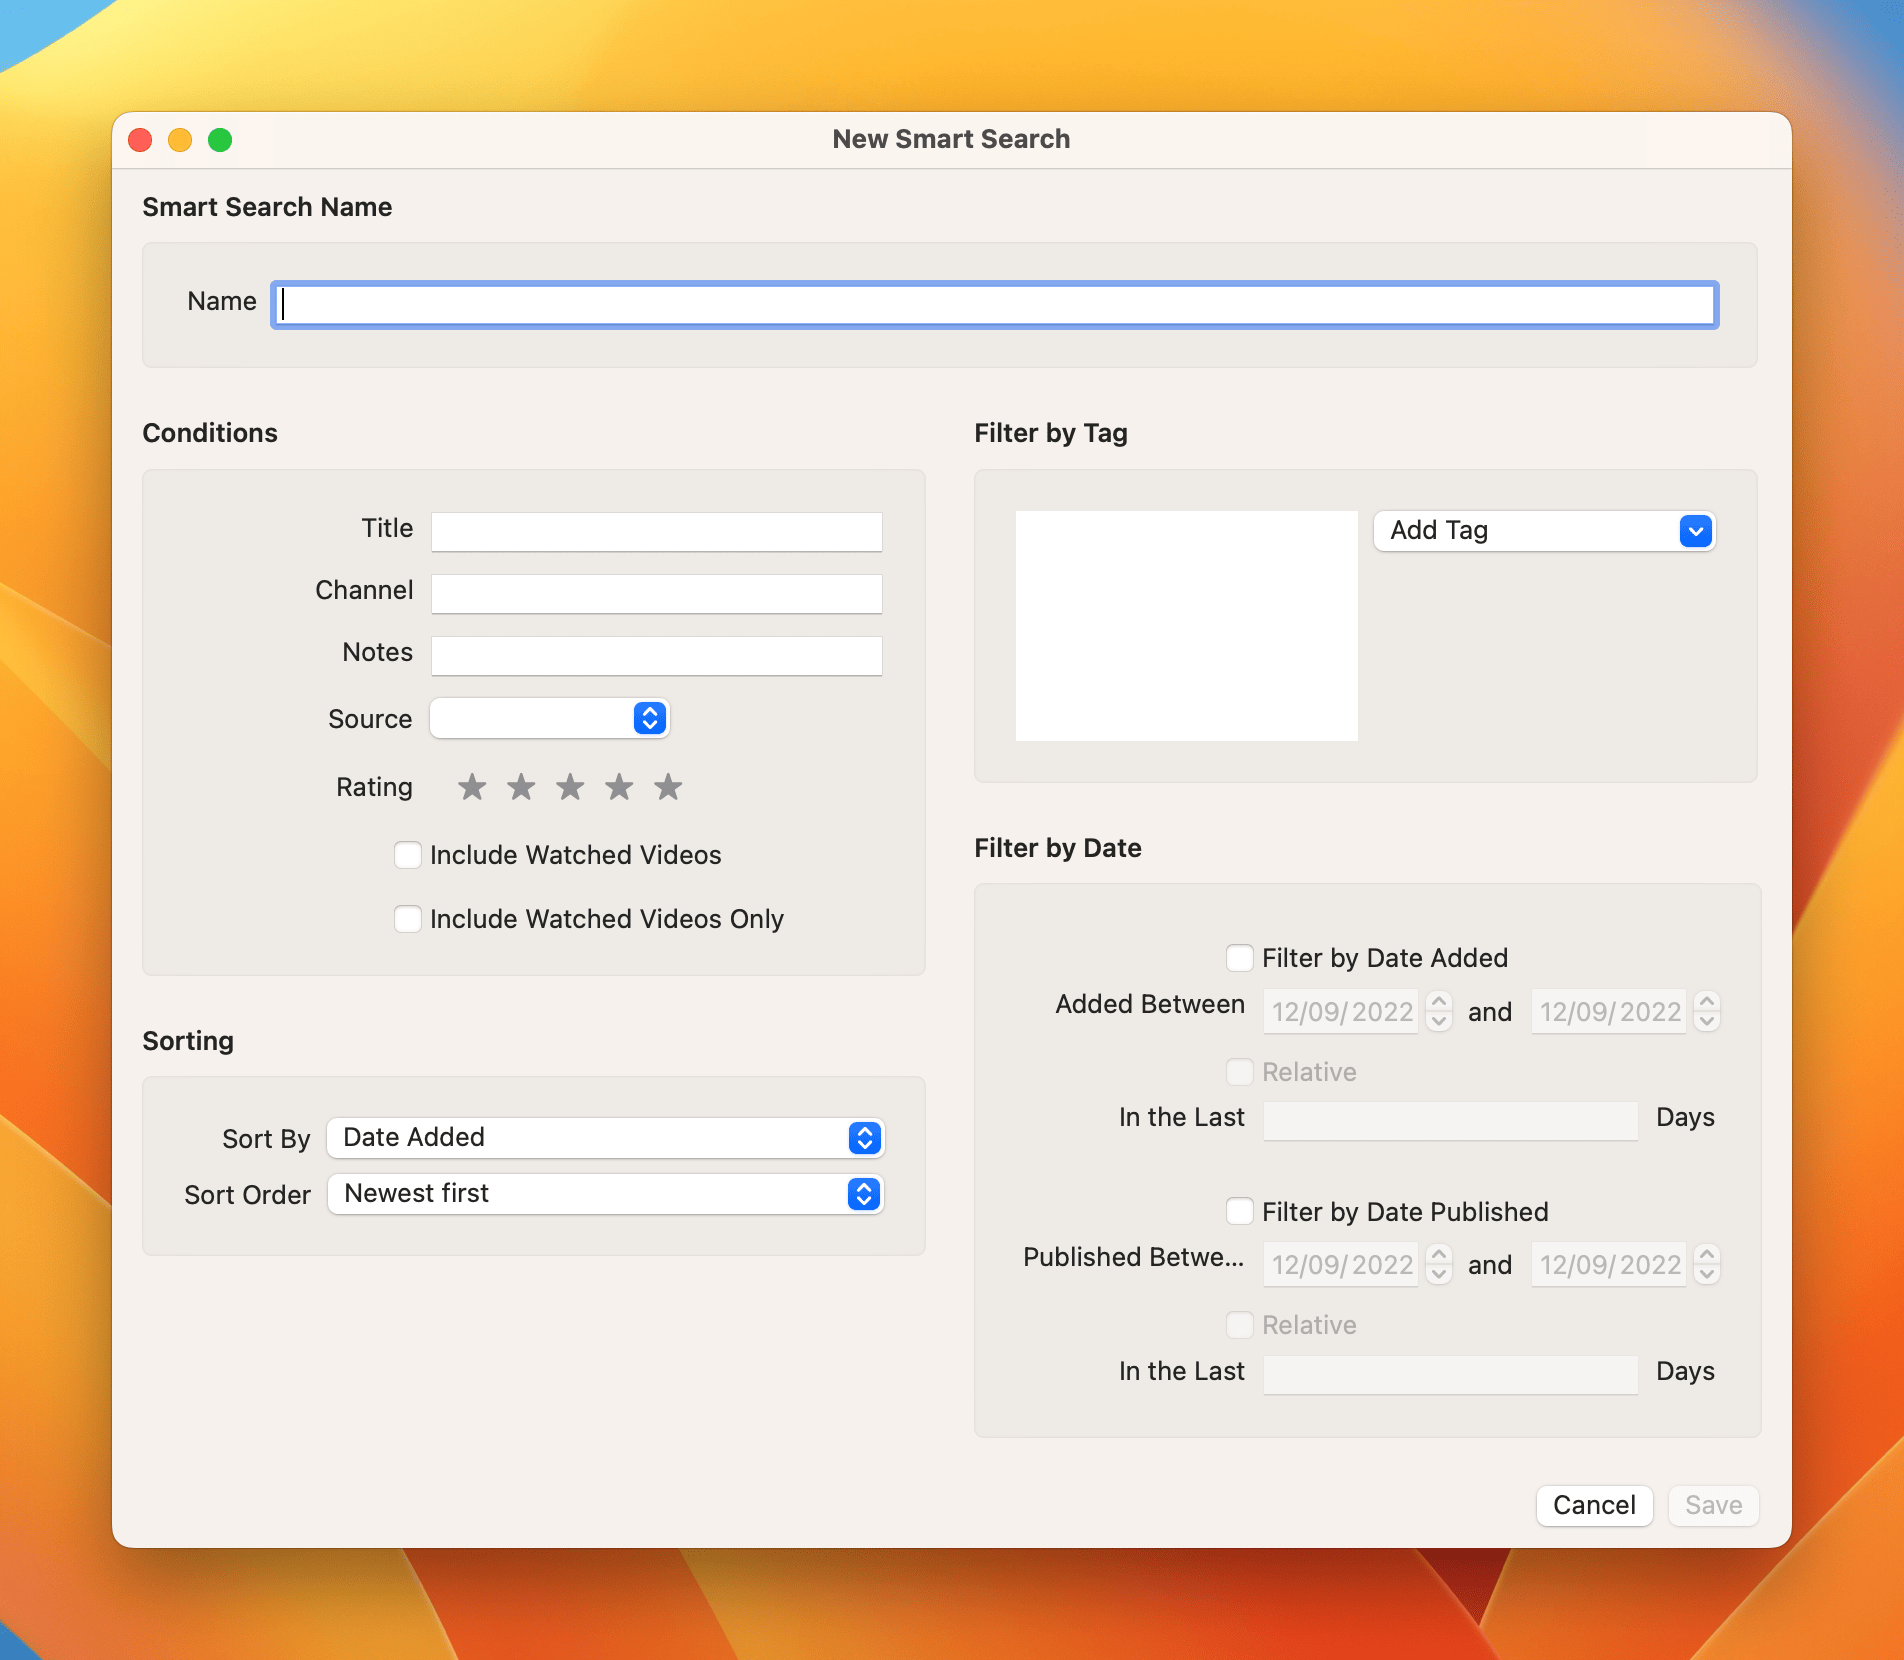 New Smart Search
Smart Search Name
Name
Conditions
Title
Channel
Notes
Source
Rating
Include Watched Videos
Include Watched Videos Only
Sorting
Sort By Date Added
Sort Order Newest first
Filter by Tag
Add Tag
Filter by Date
Filter by Date Added
Added Between 12/09/2022 and 12/09/2022
Relative
In the Last Days
Filter by Date Published
Published Betwe... 12/09/2022 and 12/09/2022
Relative
In the Last Days
Cancel Save